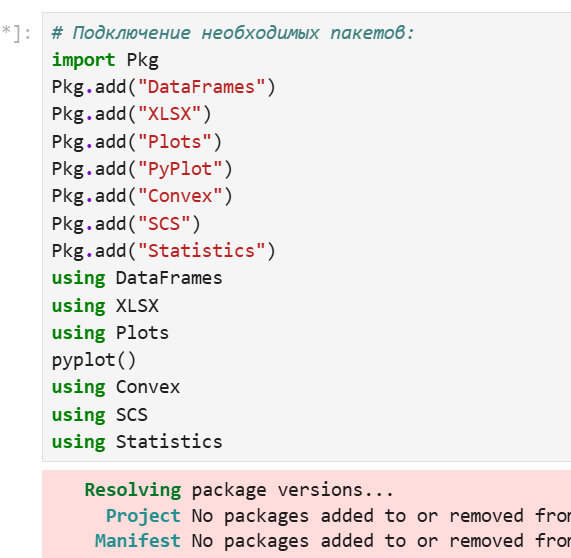 *]:
# Подключение необходимых пакетов:
import Pkg
Pkg.add("DataFrames")
Pkg.add("XLSX")
Pkg.add("Plots")
Pkg.add("PyPlot")
Pkg.add("Convex")
Pkg.add("SCS")
Pkg.add("Statistics")
using DataFrames
using XLSX
using Plots
pyplot()
using Convex
using SCS
using Statistics
Resolving package versions...
Project No packages added to or removed from
Manifest No packages added to or removed from